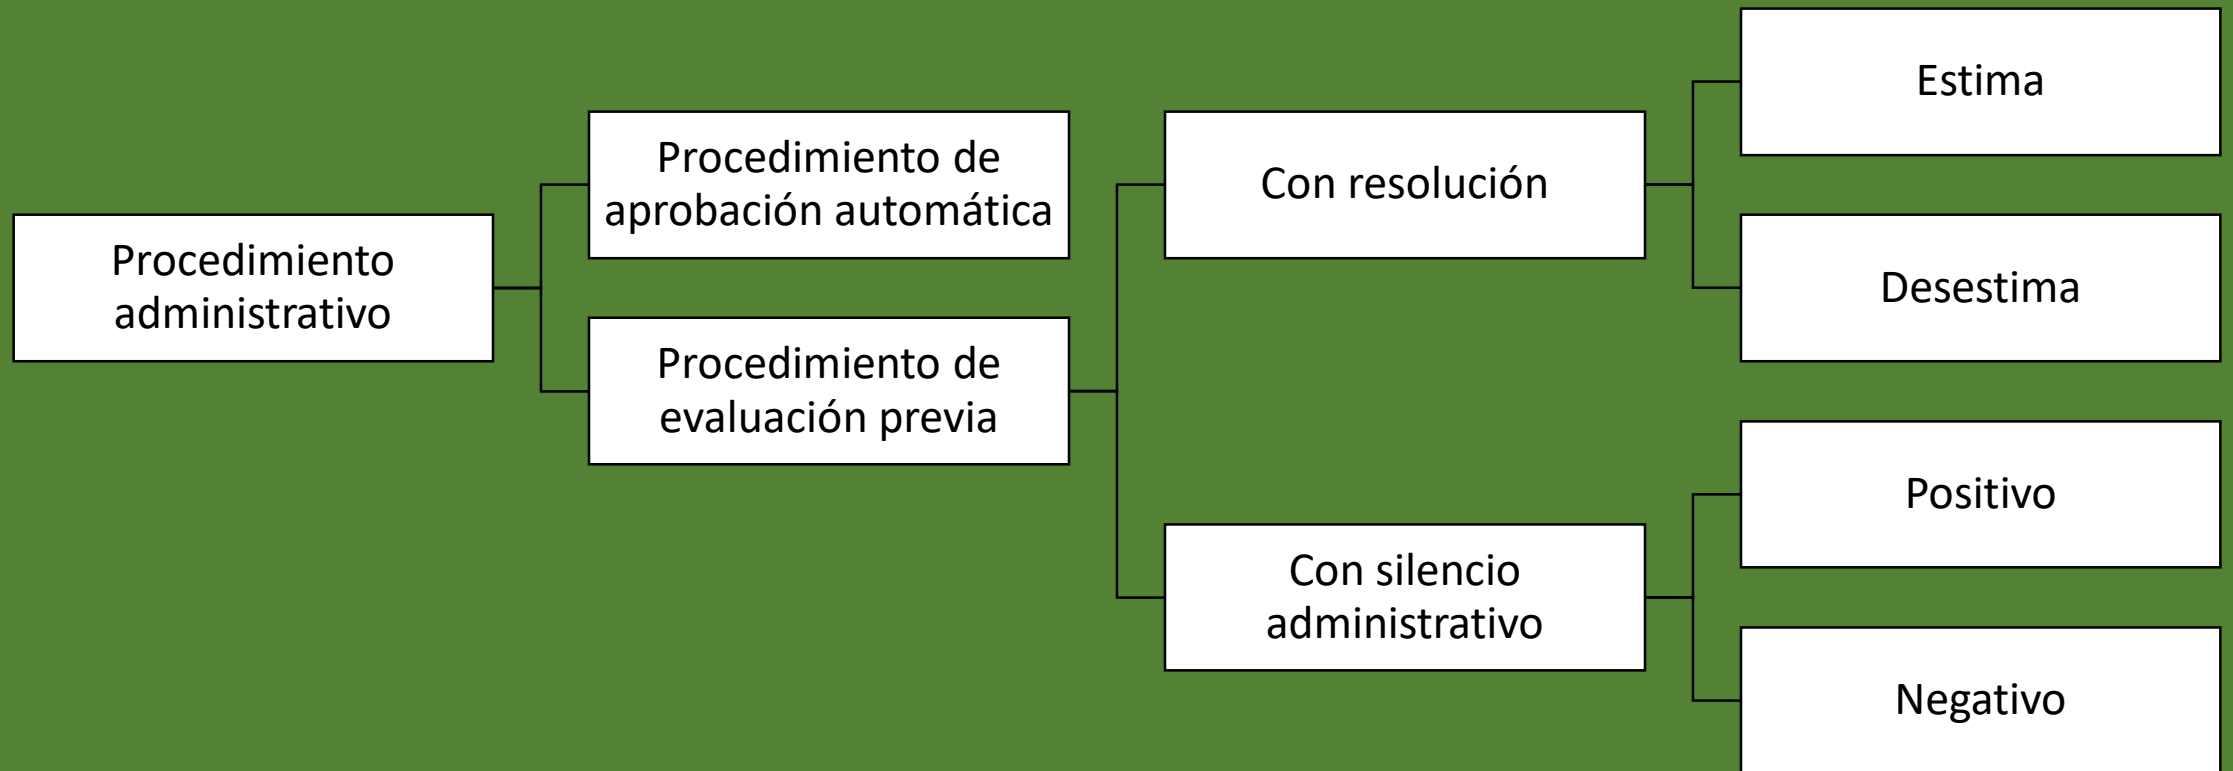 Procedimiento
administrativo
Procedimiento de
aprobación automática
Procedimiento de
evaluación previa
Con resolución
Con silencio
administrativo
Estima
Desestima
Positivo
Negativo